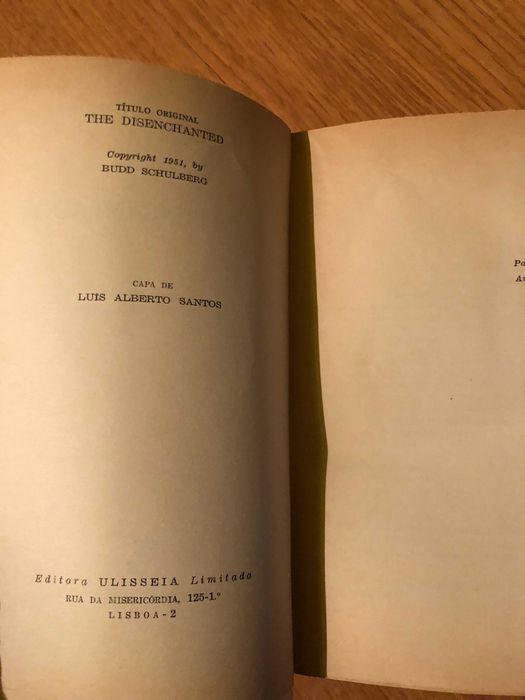 TÍTULO ORIGINAL
THE DISENCHANTED
Copyright 1951, by
BUDD SCHULBERG
CAPA DE
LUÍS ALBERTO SANTOS
Editora ULISSEIA Limitada
RUA DA MISERICÓRDIA, 125-1.º
LISBOA-2